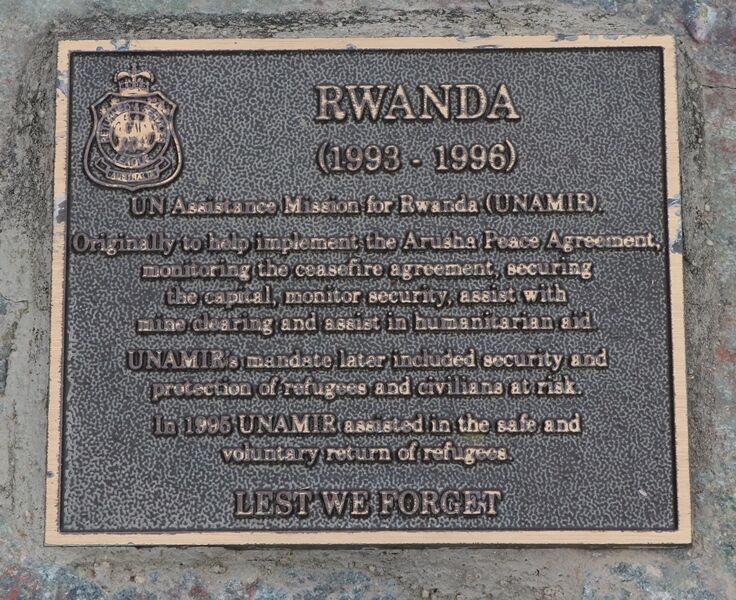 RWANDA
(1993 - 1996)
UN Assistance Mission for Rwanda (UNAMIR).
Originally to help implement the Arusha Peace Agreement,
monitoring the ceasefire agreement, securing
the capital, monitor security, assist with
mine clearing and assist in humanitarian aid.
UNAMIR's mandate later included security and
protection of refugees and civilians at risk.
In 1995 UNAMIR assisted in the safe and
voluntary return of refugees.
LEST WE FORGET